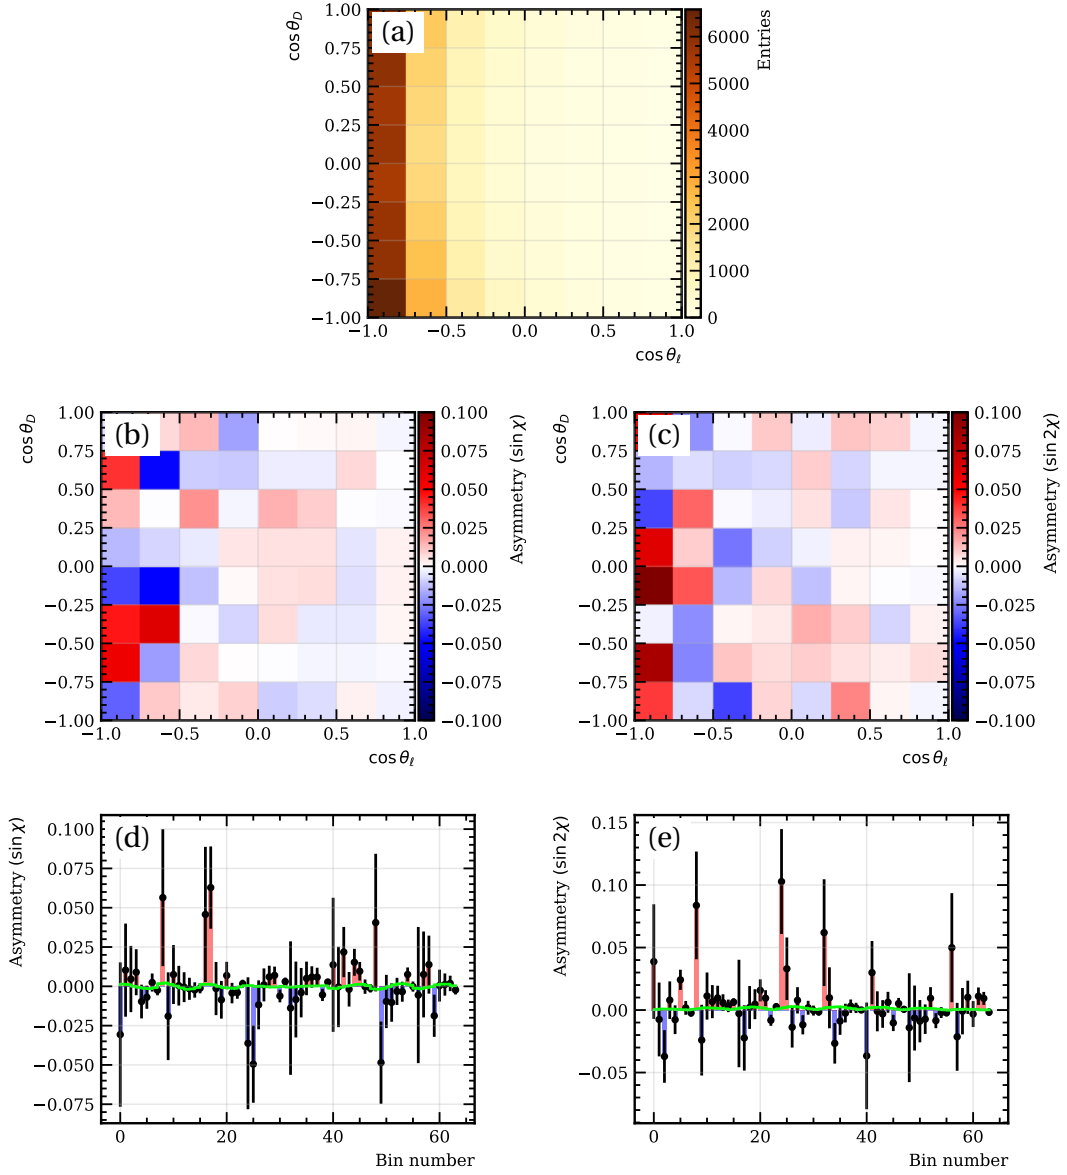 (a)
cos θ_D
1.00
0.75
0.50
0.25
0.00
−0.25
−0.50
−0.75
−1.00
−1.0 −0.5 0.0 0.5 1.0
cos θ_ℓ
Entries
6000
5000
4000
3000
2000
1000
0
(b)
cos θ_D
1.00
0.75
0.50
0.25
0.00
−0.25
−0.50
−0.75
−1.00
−1.0 −0.5 0.0 0.5 1.0
cos θ_ℓ
Asymmetry (sin χ)
0.100
0.075
0.050
0.025
0.000
−0.025
−0.050
−0.075
−0.100
(c)
cos θ_D
1.00
0.75
0.50
0.25
0.00
−0.25
−0.50
−0.75
−1.00
−1.0 −0.5 0.0 0.5 1.0
cos θ_ℓ
Asymmetry (sin 2χ)
0.100
0.075
0.050
0.025
0.000
−0.025
−0.050
−0.075
−0.100
(d)
Asymmetry (sin χ)
0.100
0.075
0.050
0.025
0.000
−0.025
−0.050
−0.075
0 20 40 60
Bin number
(e)
Asymmetry (sin 2χ)
0.15
0.10
0.05
0.00
−0.05
0 20 40 60
Bin number